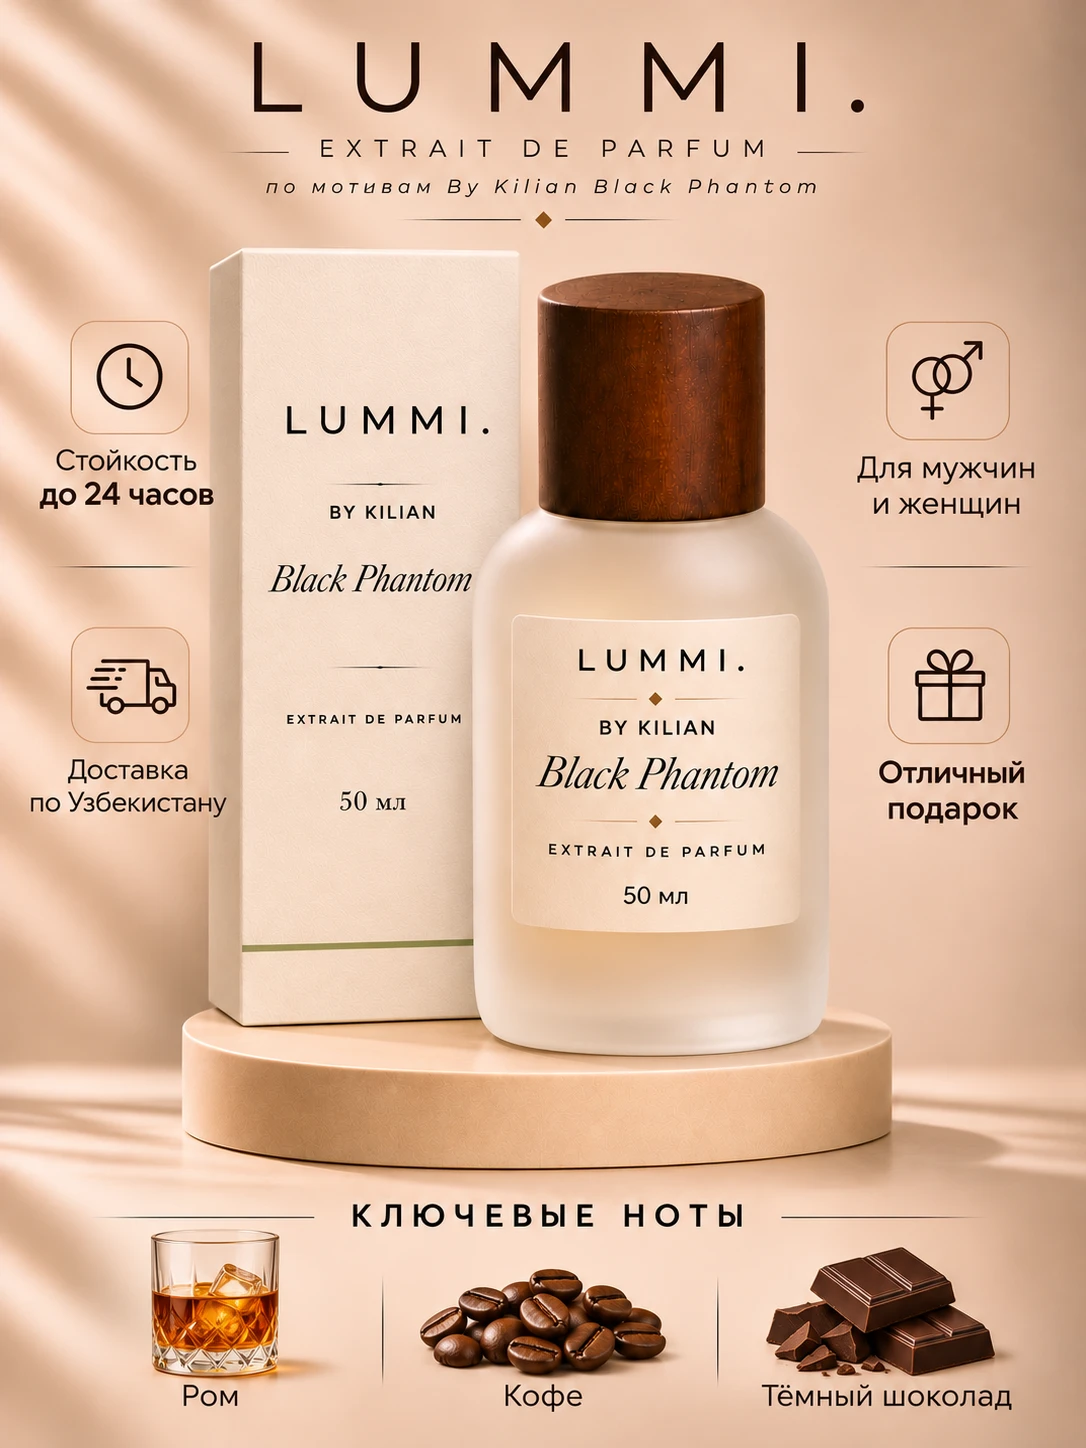 LUMMI.
EXTRAIT DE PARFUM
по мотивам By Kilian Black Phantom
Стойкость
до 24 часов
Доставка
по Узбекистану
LUMMI.
BY KILIAN
Black Phantom
EXTRAIT DE PARFUM
50 мл
LUMMI.
BY KILIAN
Black Phantom
EXTRAIT DE PARFUM
50 мл
Для мужчин
и женщин
Отличный
подарок
КЛЮЧЕВЫЕ НОТЫ
Ром
Кофе
Тёмный шоколад